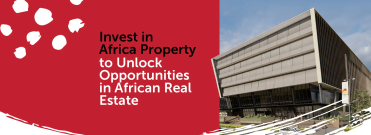 Invest in
Africa Property
to Unlock
Opportunities
in African Real
Estate